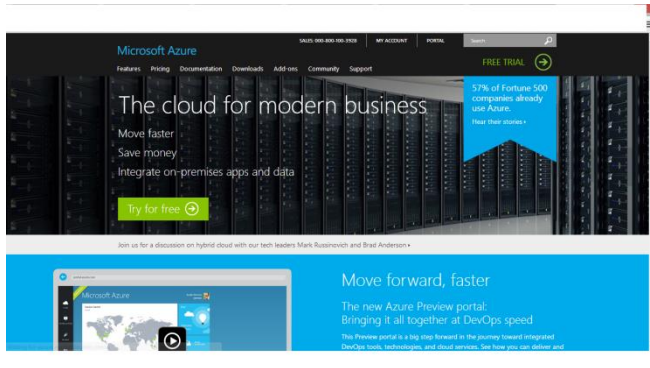 SALES: 000-800-100-3928 MY ACCOUNT PORTAL Search
Microsoft Azure
FREE TRIAL
Features Pricing Documentation Downloads Add-ons Community Support
57% of Fortune 500
companies already
use Azure.
Hear their stories
The cloud for modern business
Move faster
Save money
Integrate on-premises apps and data
Try for free
Join us for a discussion on hybrid cloud with our tech leaders Mark Russinovich and Brad Anderson
Move forward, faster
Microsoft Azure
The new Azure Preview portal:
Bringing it all together at DevOps speed
This Preview portal is a big step forward in the journey toward integrated
DevOps tools, technologies, and cloud services. See how you can deliver and